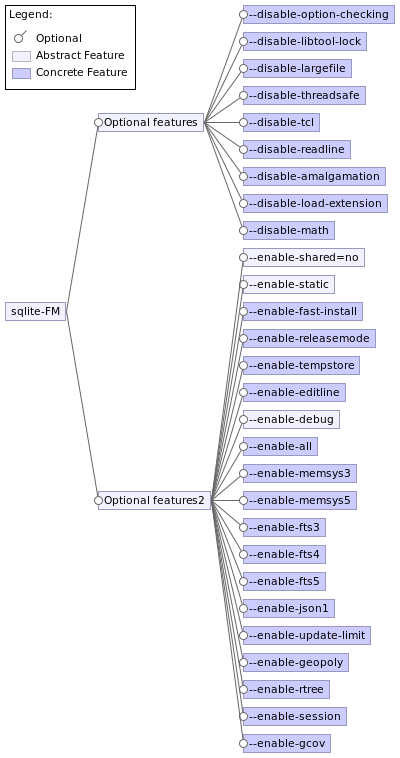 Legend:
Optional
Abstract Feature
Concrete Feature
sqlite-FM
Optional features
--disable-option-checking
--disable-libtool-lock
--disable-largefile
--disable-threadsafe
--disable-tcl
--disable-readline
--disable-amalgamation
--disable-load-extension
--disable-math
Optional features2
--enable-shared=no
--enable-static
--enable-fast-install
--enable-releasemode
--enable-tempstore
--enable-editline
--enable-debug
--enable-all
--enable-memsys3
--enable-memsys5
--enable-fts3
--enable-fts4
--enable-fts5
--enable-json1
--enable-update-limit
--enable-geopoly
--enable-rtree
--enable-session
--enable-gcov